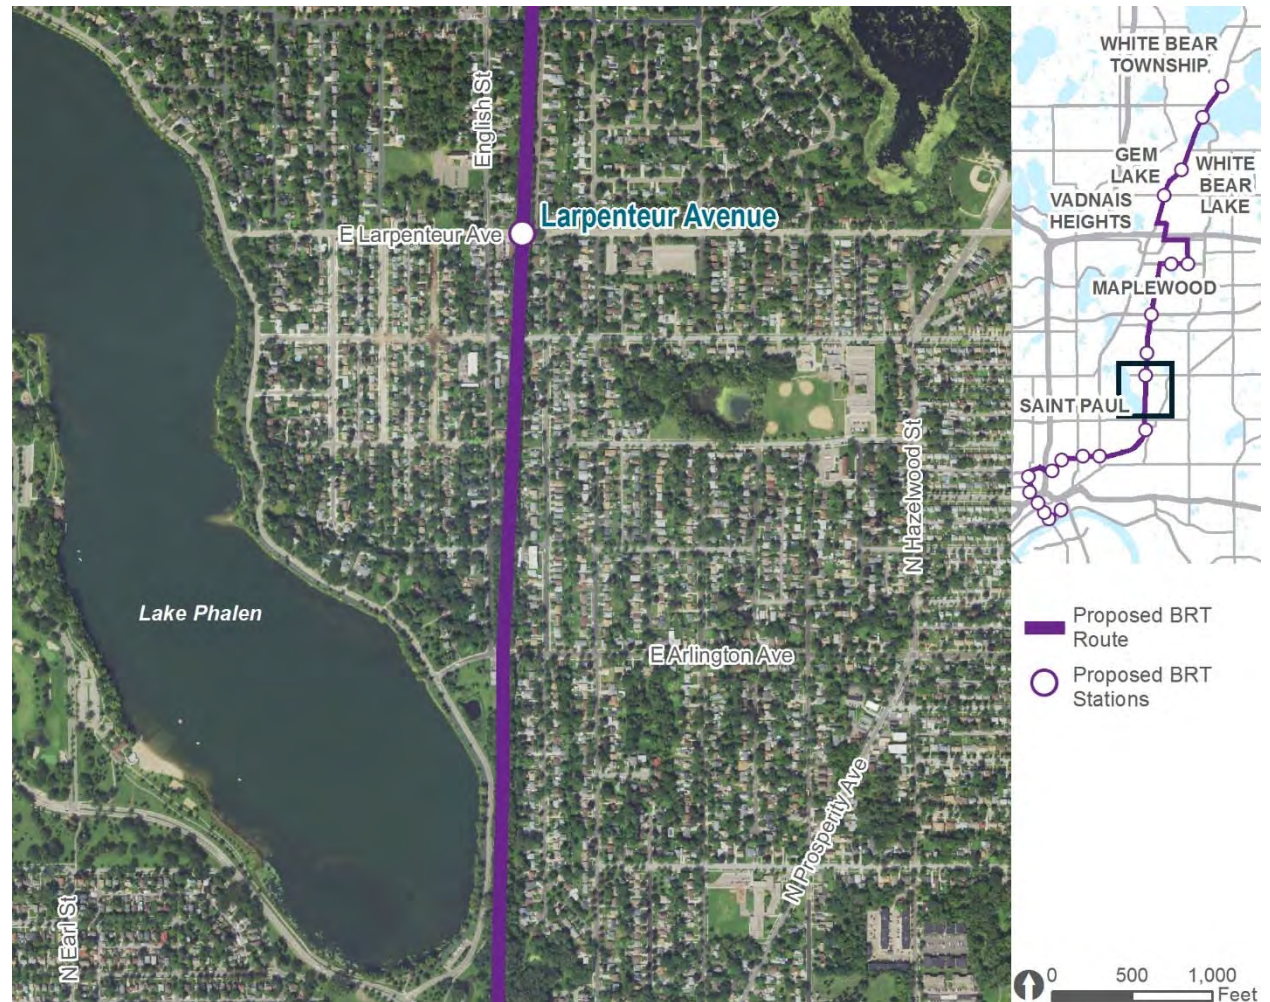 English St
Larpenteur Avenue
E Larpenteur Ave
N Hazelwood St
Lake Phalen
E Arlington Ave
N Prosperity Ave
N Earl St
WHITE BEAR
TOWNSHIP
GEM
LAKE
WHITE
BEAR
LAKE
VADNAIS
HEIGHTS
MAPLEWOOD
SAINT PAUL
Proposed BRT
Route
Proposed BRT
Stations
0 500 1,000
Feet